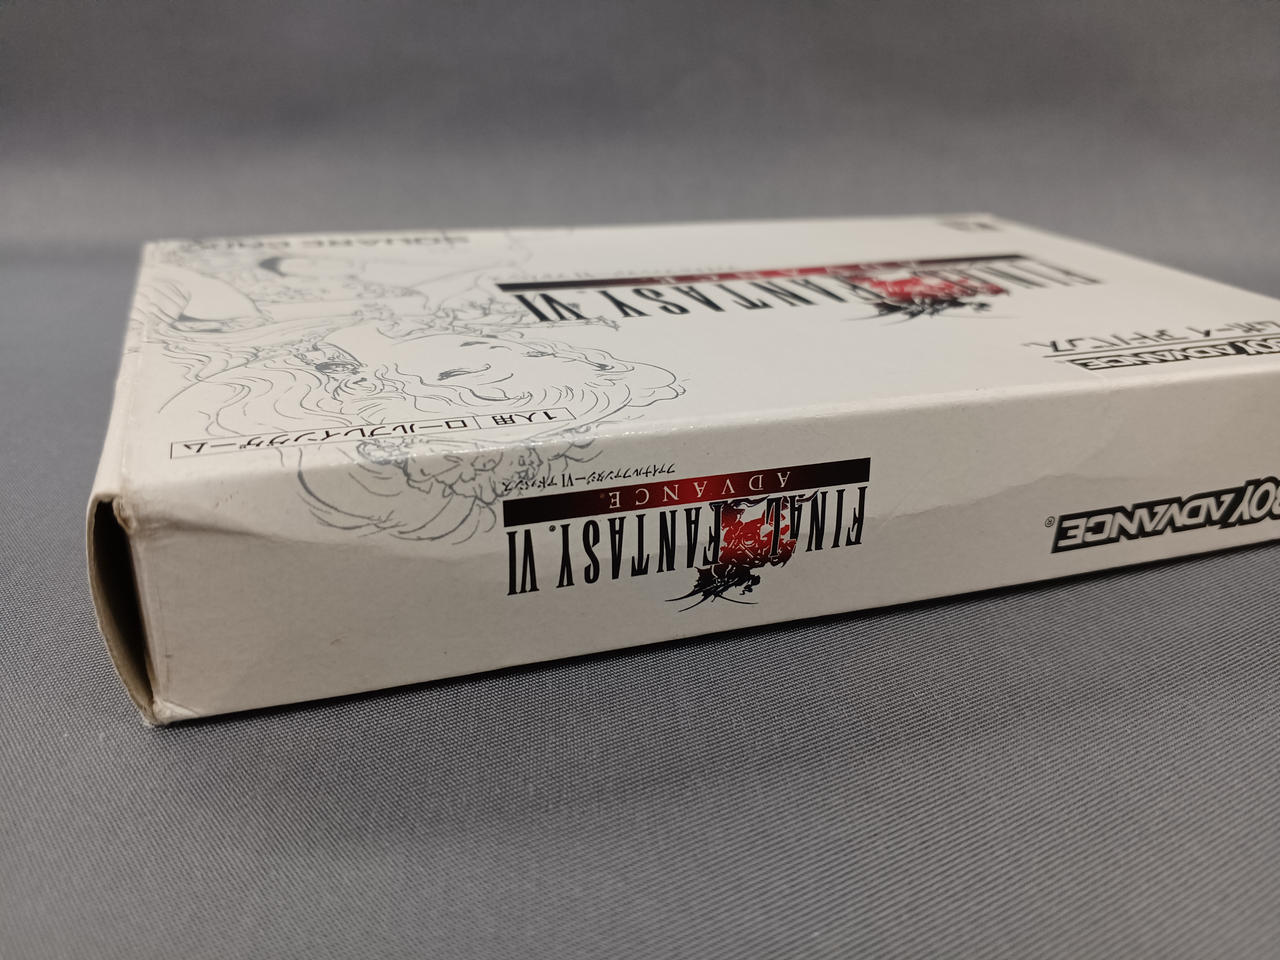 SQUARE ENIX
FINAL FANTASY VI
ADVANCE
ゲームボーイアドバンス
BOY ADVANCE
1人用 ロールプレイングゲーム
FINAL FANTASY® VI
ADVANCE®
ファイナルファンタジーVI アドバンス
BOY ADVANCE®